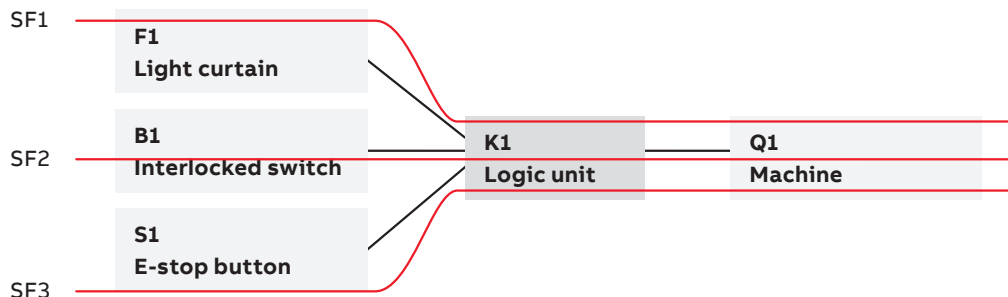 SF1
F1
Light curtain
B1
SF2
Interlocked switch
K1
Logic unit
Q1
Machine
S1
E-stop button
SF3